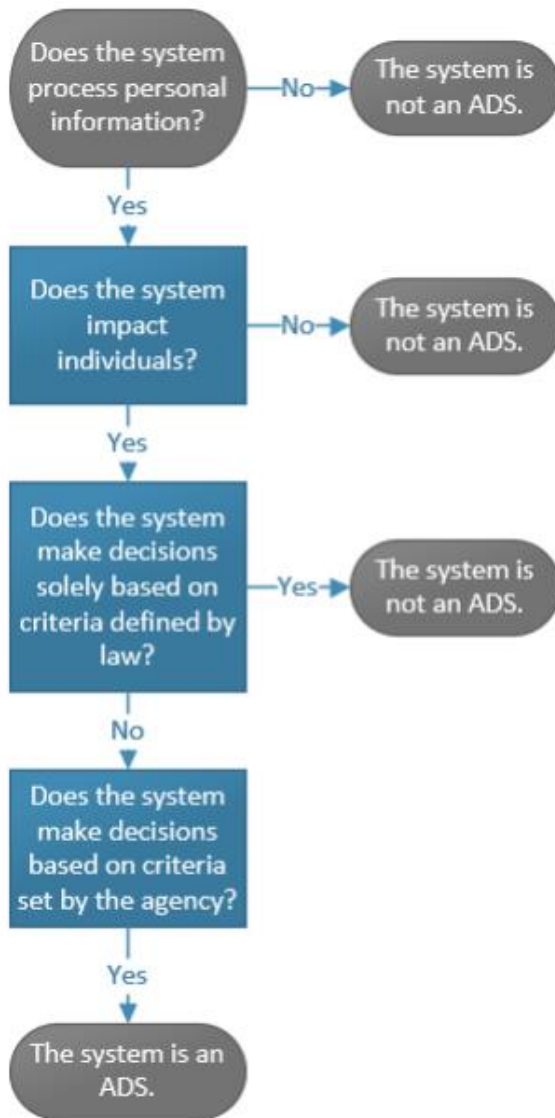 Does the system
process personal
information?
No
The system is
not an ADS.
Yes
Does the system
impact
individuals?
No
The system is
not an ADS.
Yes
Does the system
make decisions
solely based on
criteria defined by
law?
Yes
The system is
not an ADS.
No
Does the system
make decisions
based on criteria
set by the agency?
Yes
The system is an
ADS.